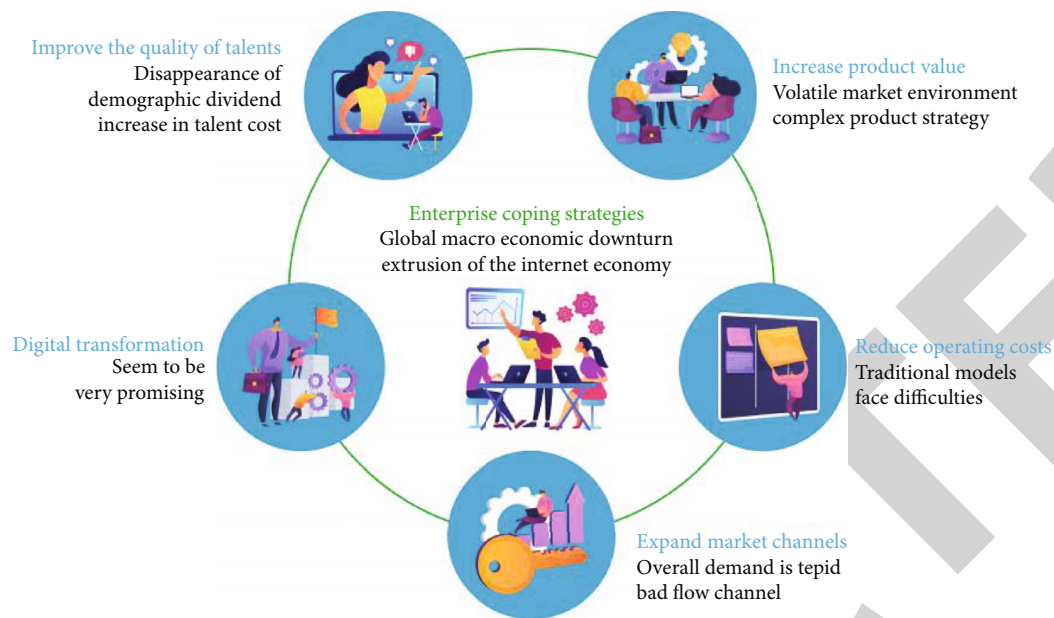 Improve the quality of talents
Disappearance of
demographic dividend
increase in talent cost
Increase product value
Volatile market environment
complex product strategy
Enterprise coping strategies
Global macro economic downturn
extrusion of the internet economy
Digital transformation
Seem to be
very promising
Reduce operating costs
Traditional models
face difficulties
Expand market channels
Overall demand is tepid
bad flow channel